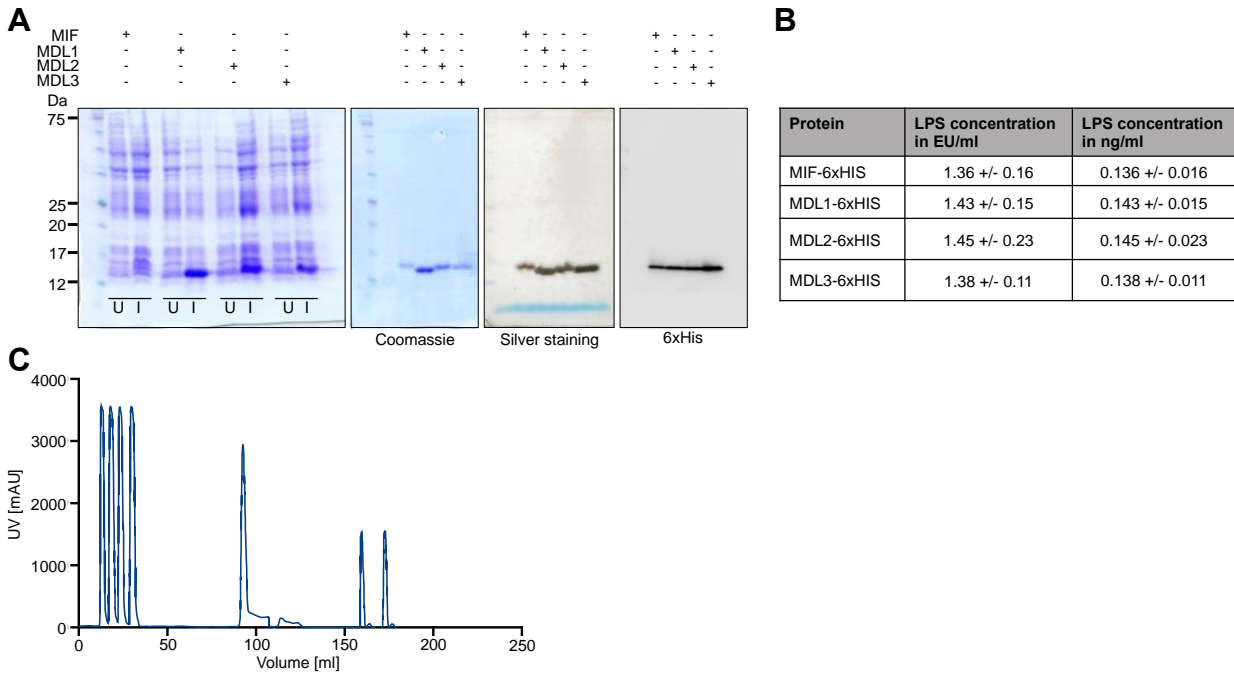 A
MIF + - - - + - - - + - - - + - - -
MDL1 - + - - - + - - - + - - - + - -
MDL2 - - + - - - + - - - + - - - + -
MDL3 - - - + - - - + - - - + - - - +
Da
75
25
20
17
12
U I U I U I U I
Coomassie
Silver staining
6xHis
B
Protein
LPS concentration
in EU/ml
LPS concentration
in ng/ml
MIF-6xHIS 1.36 +/- 0.16 0.136 +/- 0.016
MDL1-6xHIS 1.43 +/- 0.15 0.143 +/- 0.015
MDL2-6xHIS 1.45 +/- 0.23 0.145 +/- 0.023
MDL3-6xHIS 1.38 +/- 0.11 0.138 +/- 0.011
C
UV [mAU]
4000
3000
2000
1000
0
0 50 100 150 200 250
Volume [ml]